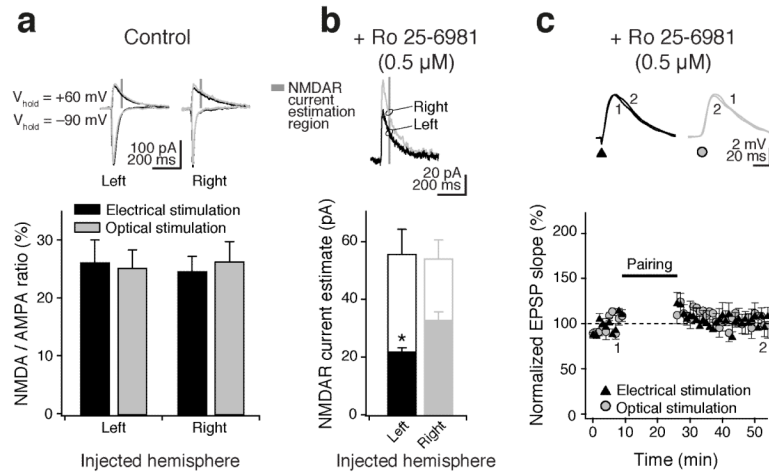 a
Control
V hold = +60 mV
V hold = −90 mV
100 pA
200 ms
Left
Right
Electrical stimulation
Optical stimulation
NMDA / AMPA ratio (%)
30
20
10
0
Left
Right
Injected hemisphere
b
+ Ro 25-6981
(0.5 µM)
NMDAR
current
estimation
region
Right
Left
20 pA
200 ms
NMDAR current estimate (pA)
60
40
20
0
*
Left
Right
Injected hemisphere
c
+ Ro 25-6981
(0.5 µM)
2
1
1
2
2 mV
20 ms
Normalized EPSP slope (%)
200
150
100
50
0
Pairing
1
2
Electrical stimulation
Optical stimulation
0 10 20 30 40 50
Time (min)